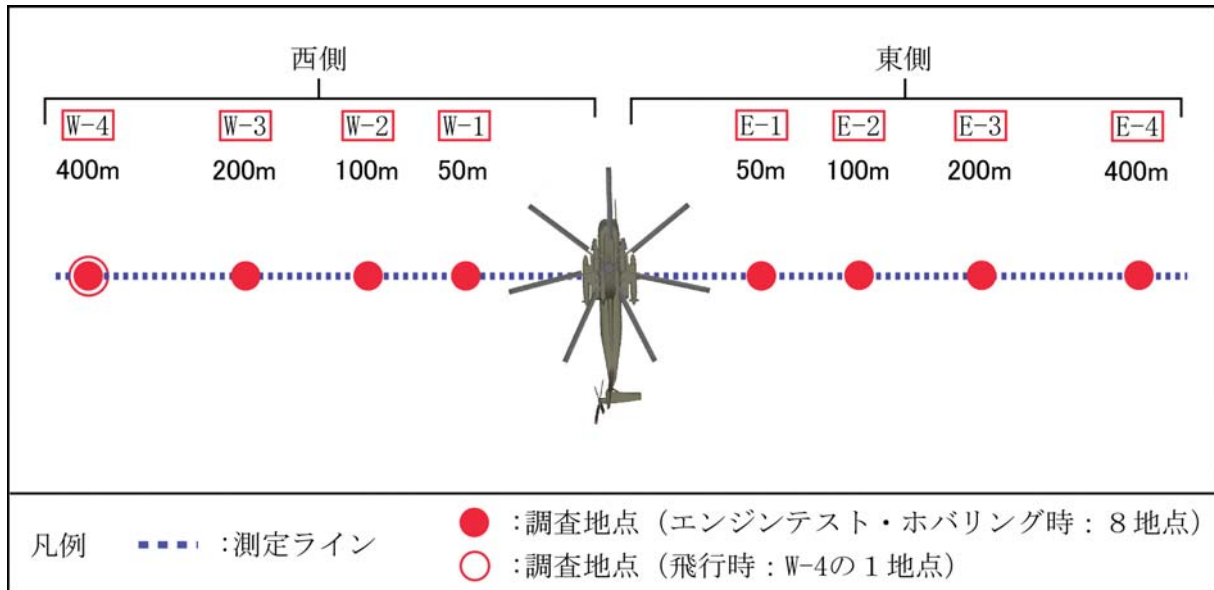 西側 東側
W-4 W-3 W-2 W-1 E-1 E-2 E-3 E-4
400m 200m 100m 50m 50m 100m 200m 400m
凡例 :測定ライン :調査地点（エンジンテスト・ホバリング時：８地点）
:調査地点（飛行時：W-4の１地点）